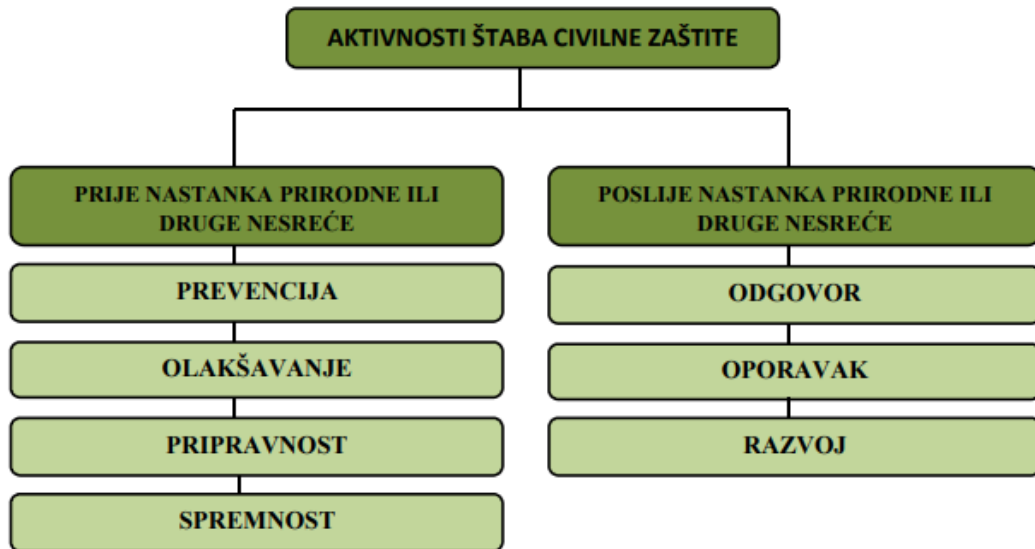 AKTIVNOSTI ŠTABA CIVILNE ZAŠTITE
PRIJE NASTANKA PRIRODNE ILI
DRUGE NESREĆE
PREVENCIJA
OLAKŠAVANJE
PRIPRAVNOST
SPREMNOST
POSLIJE NASTANKA PRIRODNE ILI
DRUGE NESREĆE
ODGOVOR
OPORAVAK
RAZVOJ